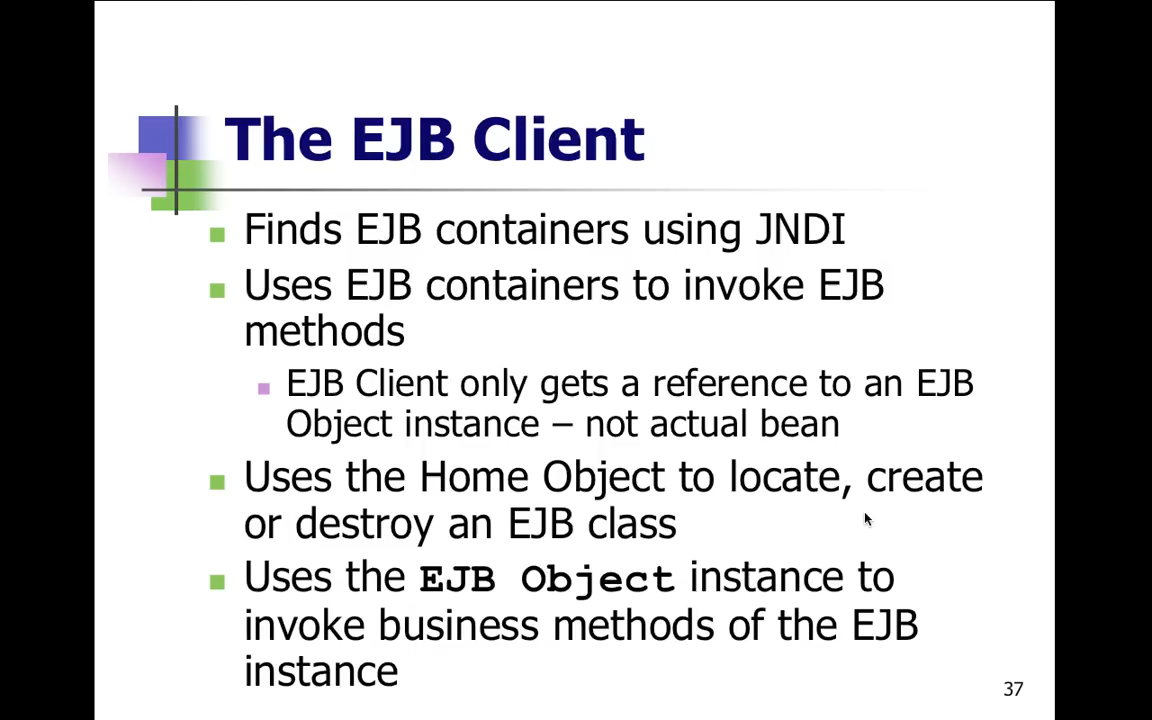 The EJB Client
Finds EJB containers using JNDI
Uses EJB containers to invoke EJB
methods
EJB Client only gets a reference to an EJB
Object instance – not actual bean
Uses the Home Object to locate, create
or destroy an EJB class
Uses the EJB Object instance to
invoke business methods of the EJB
instance
37